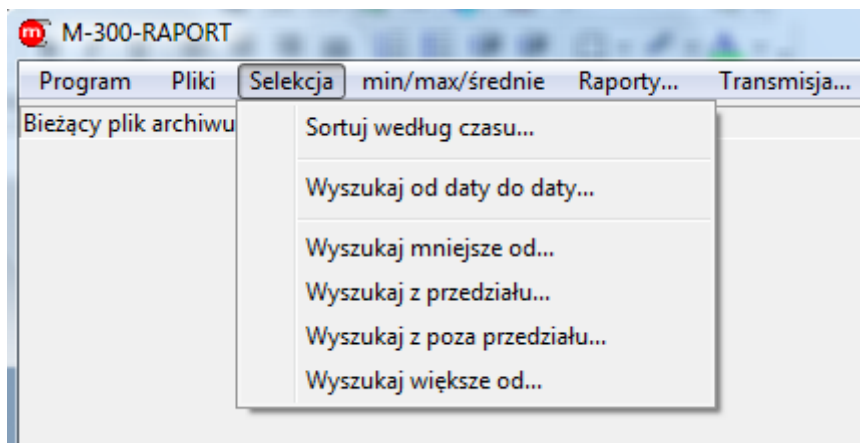 m M-300-RAPORT
Program Pliki Selekcja min/max/średnie Raporty... Transmisja...
Bieżący plik archiwu
Sortuj według czasu...
Wyszukaj od daty do daty...
Wyszukaj mniejsze od...
Wyszukaj z przedziału...
Wyszukaj z poza przedziału...
Wyszukaj większe od...